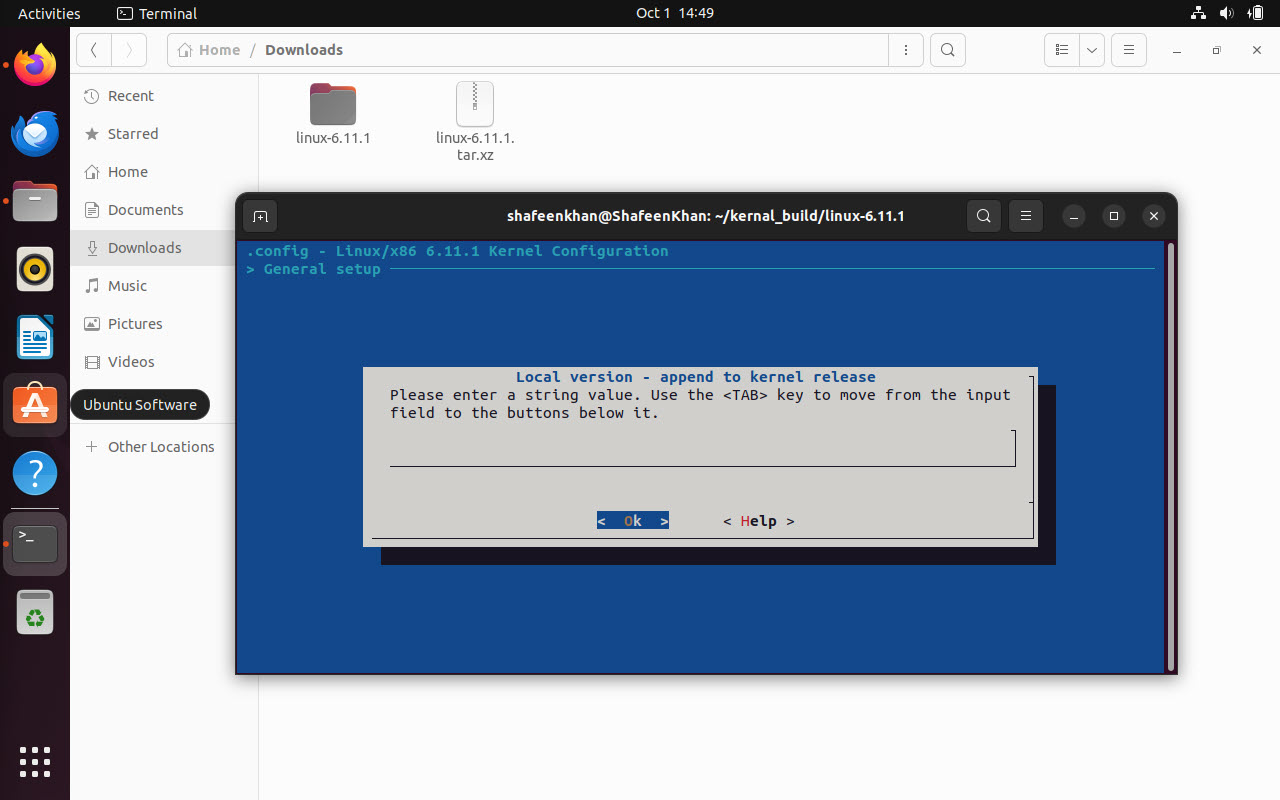 Activities
Terminal
Oct 1 14:49
Home / Downloads
Recent
Starred
Home
Documents
Downloads
Music
Pictures
Videos
Ubuntu Software
+ Other Locations
linux-6.11.1
linux-6.11.1.
tar.xz
shafeenkhan@ShafeenKhan: ~/kernal_build/linux-6.11.1
.config - Linux/x86 6.11.1 Kernel Configuration
> General setup
Local version - append to kernel release
Please enter a string value. Use the <TAB> key to move from the input
field to the buttons below it.
< Ok > < Help >